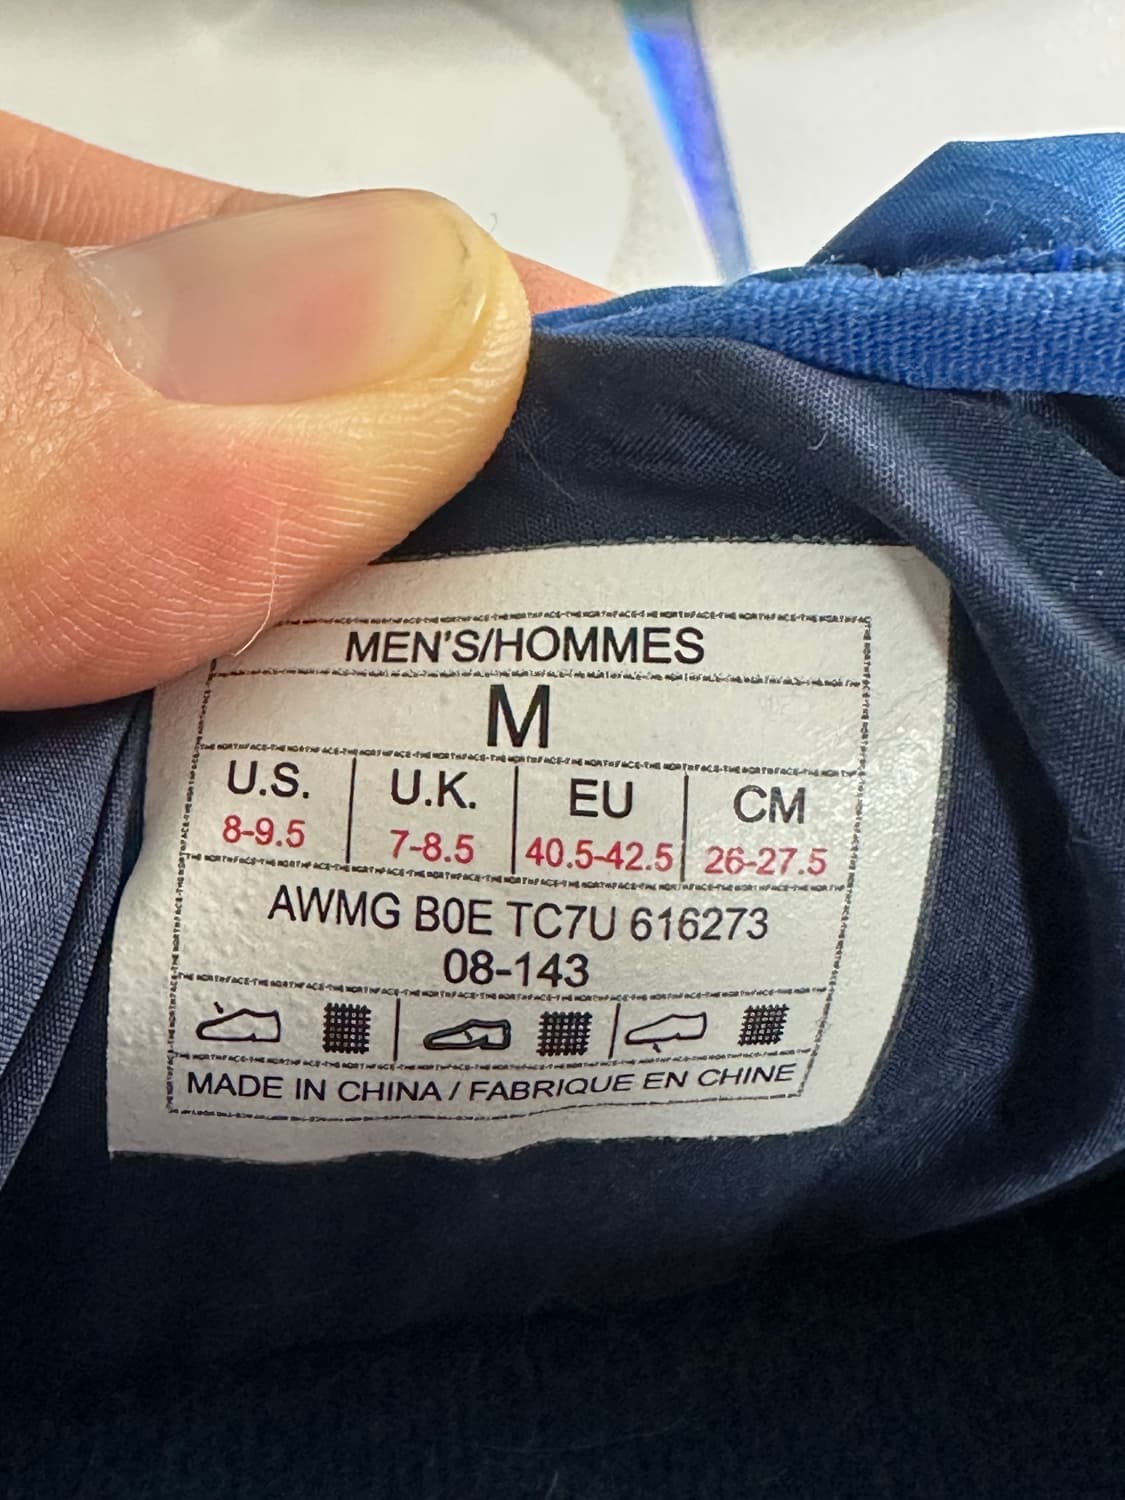 MEN'S/HOMMES
M
U.S. U.K. EU CM
8-9.5 7-8.5 40.5-42.5 26-27.5
AWMG B0E TC7U 616273
08-143
MADE IN CHINA / FABRIQUE EN CHINE